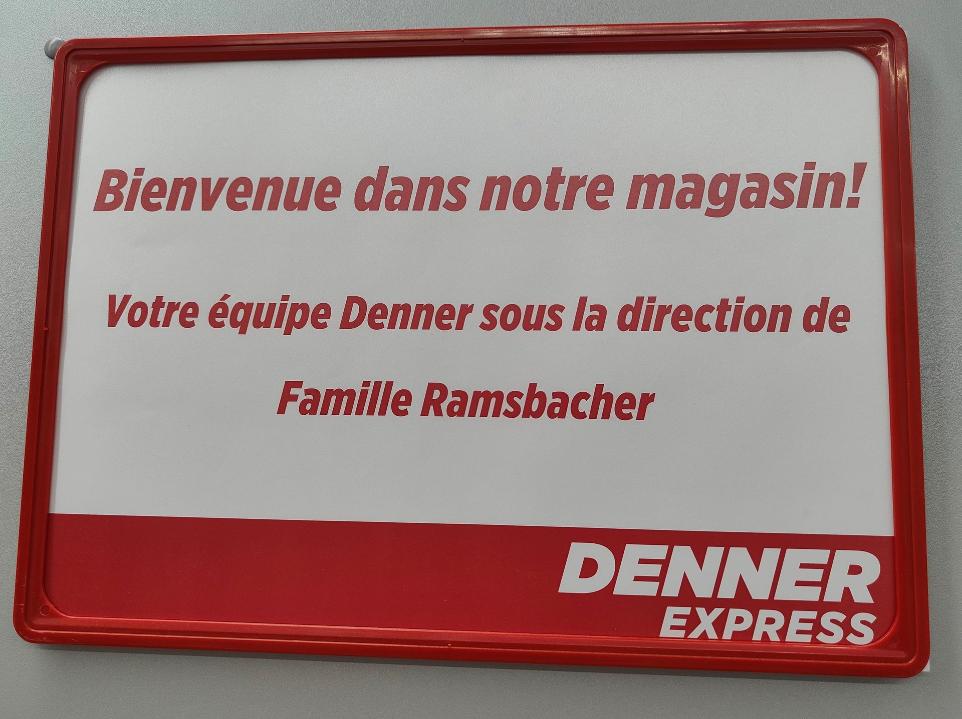 Bienvenue dans notre magasin!
Votre équipe Denner sous la direction de
Famille Ramsbacher
DENNER
EXPRESS